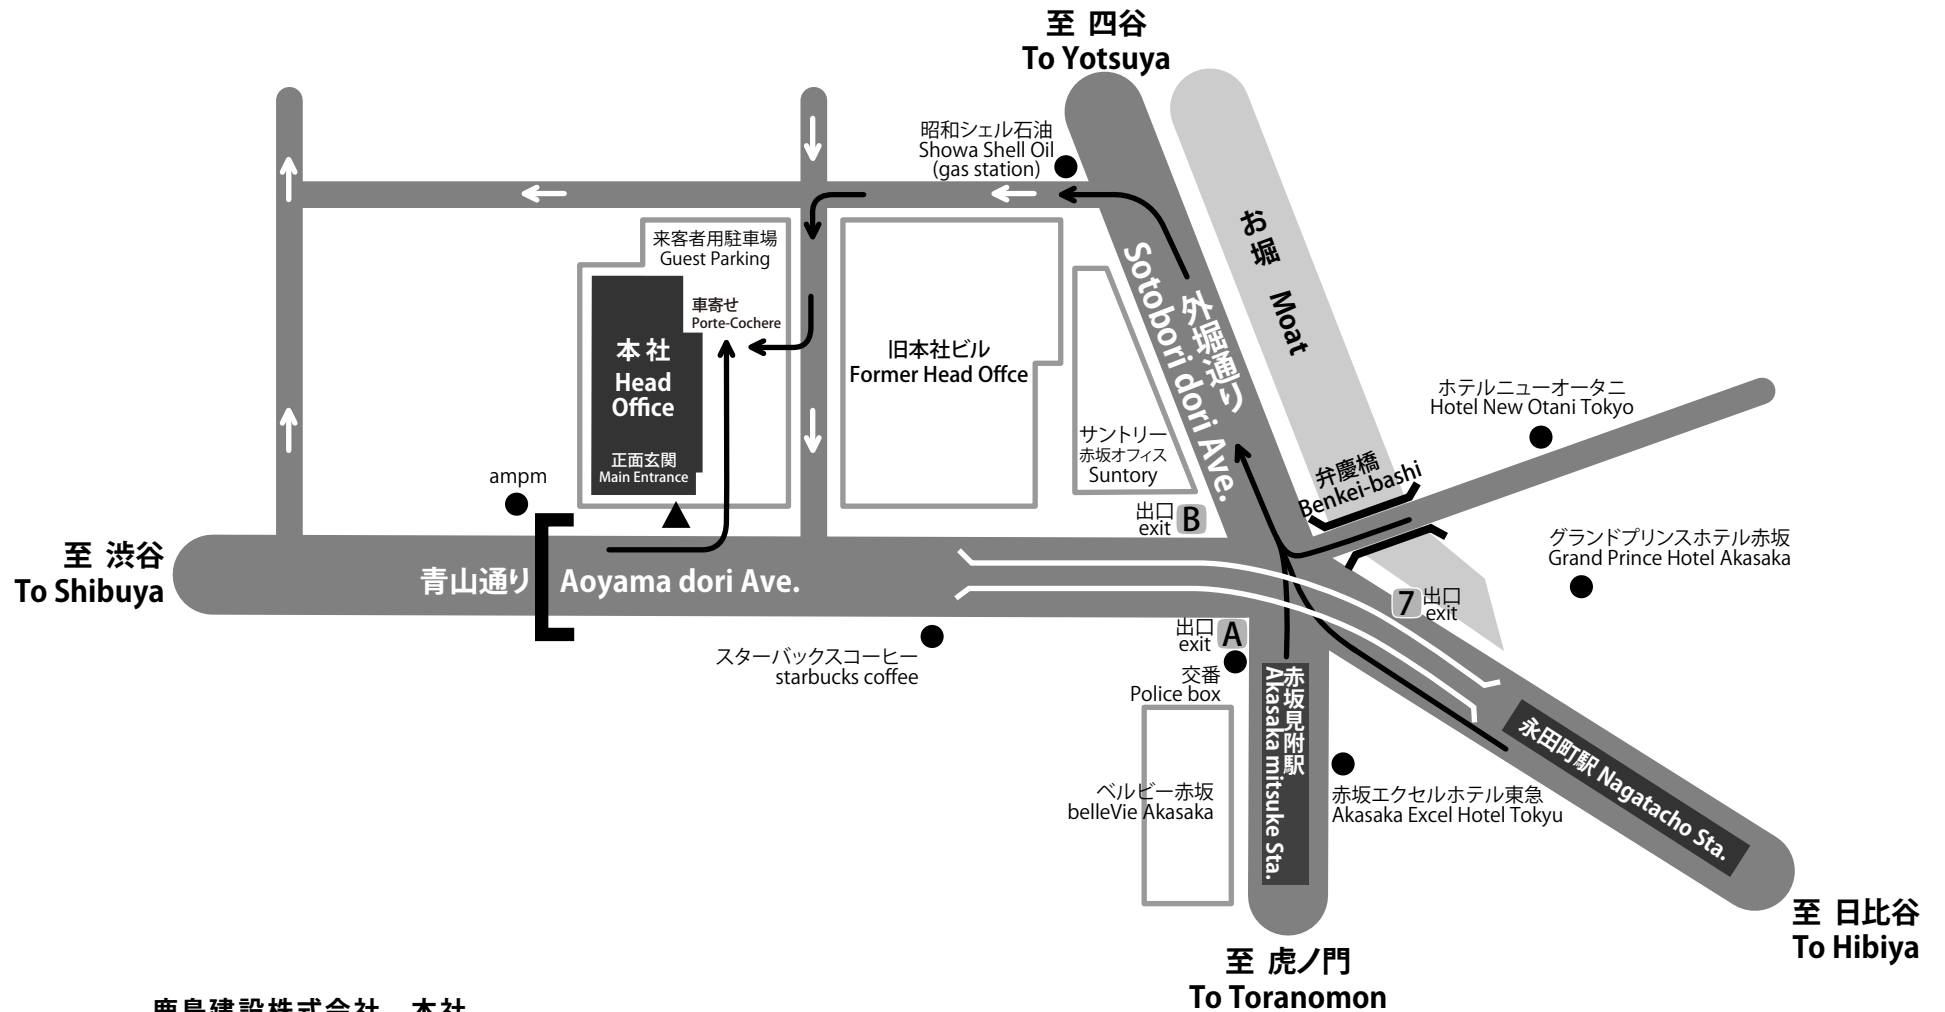 至 四谷
To Yotsuya
昭和シェル石油
Showa Shell Oil
(gas station)
来客者用駐車場
Guest Parking
車寄せ
Porte-Cochere
本 社
Head
Office
正面玄関
Main Entrance
旧本社ビル
Former Head Offce
外堀通り
Sotobori dori Ave.
お堀 Moat
サントリー
赤坂オフィス
Suntory
ホテルニューオータニ
Hotel New Otani Tokyo
弁慶橋
Benkei-bashi
ampm
出口
exit
B
グランドプリンスホテル赤坂
Grand Prince Hotel Akasaka
至 渋谷
To Shibuya
青山通り Aoyama dori Ave.
7 出口
exit
出口
exit
A
交番
Police box
スターバックスコーヒー
starbucks coffee
赤坂見附駅
Akasaka mitsuke Sta.
永田町駅 Nagatacho Sta.
ベルビー赤坂
belleVie Akasaka
赤坂エクセルホテル東急
Akasaka Excel Hotel Tokyu
至 日比谷
To Hibiya
至 虎ノ門
To Toranomon
鹿島建設株式会社 本社